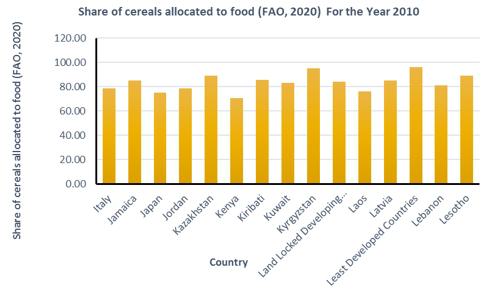 Share of cereals allocated to food (FAO, 2020)  For the Year 2010
Share of cereals allocated to food (FAO, 2020)
120.00
100.00
80.00
60.00
40.00
20.00
0.00
Italy
Jamaica
Japan
Jordan
Kazakhstan
Kenya
Kiribati
Kuwait
Kyrgyzstan
Land Locked Developing...
Laos
Latvia
Least Developed Countries
Lebanon
Lesotho
Country